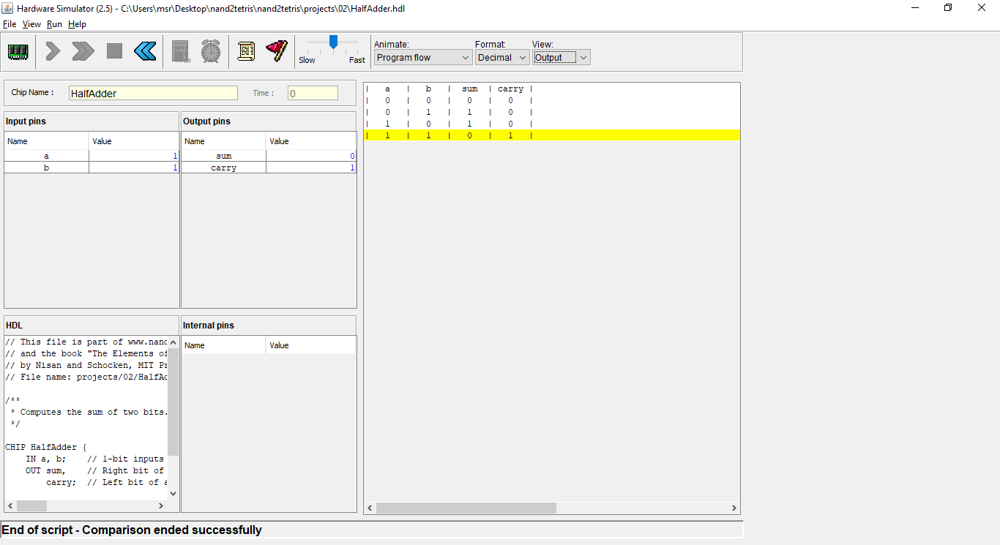 Hardware Simulator (2.5) - C:\Users\msr\Desktop\nand2tetris\nand2tetris\projects\02\HalfAdder.hdl
File View Run Help
Slow Fast
Animate: Format: View:
Program flow Decimal Output
Chip Name : HalfAdder Time : 0
Input pins
Name Value
a 1
b 1
Output pins
Name Value
sum 0
carry 1
HDL
// This file is part of www.nand
// and the book "The Elements of
// by Nisan and Schocken, MIT Pr
// File name: projects/02/HalfAd
/**
* Computes the sum of two bits.
*/
CHIP HalfAdder {
IN a, b; // 1-bit inputs
OUT sum, // Right bit of
carry; // Left bit of a
Internal pins
Name Value
| a | b | sum | carry |
| 0 | 0 | 0 | 0 |
| 0 | 1 | 1 | 0 |
| 1 | 0 | 1 | 0 |
| 1 | 1 | 0 | 1 |
End of script - Comparison ended successfully